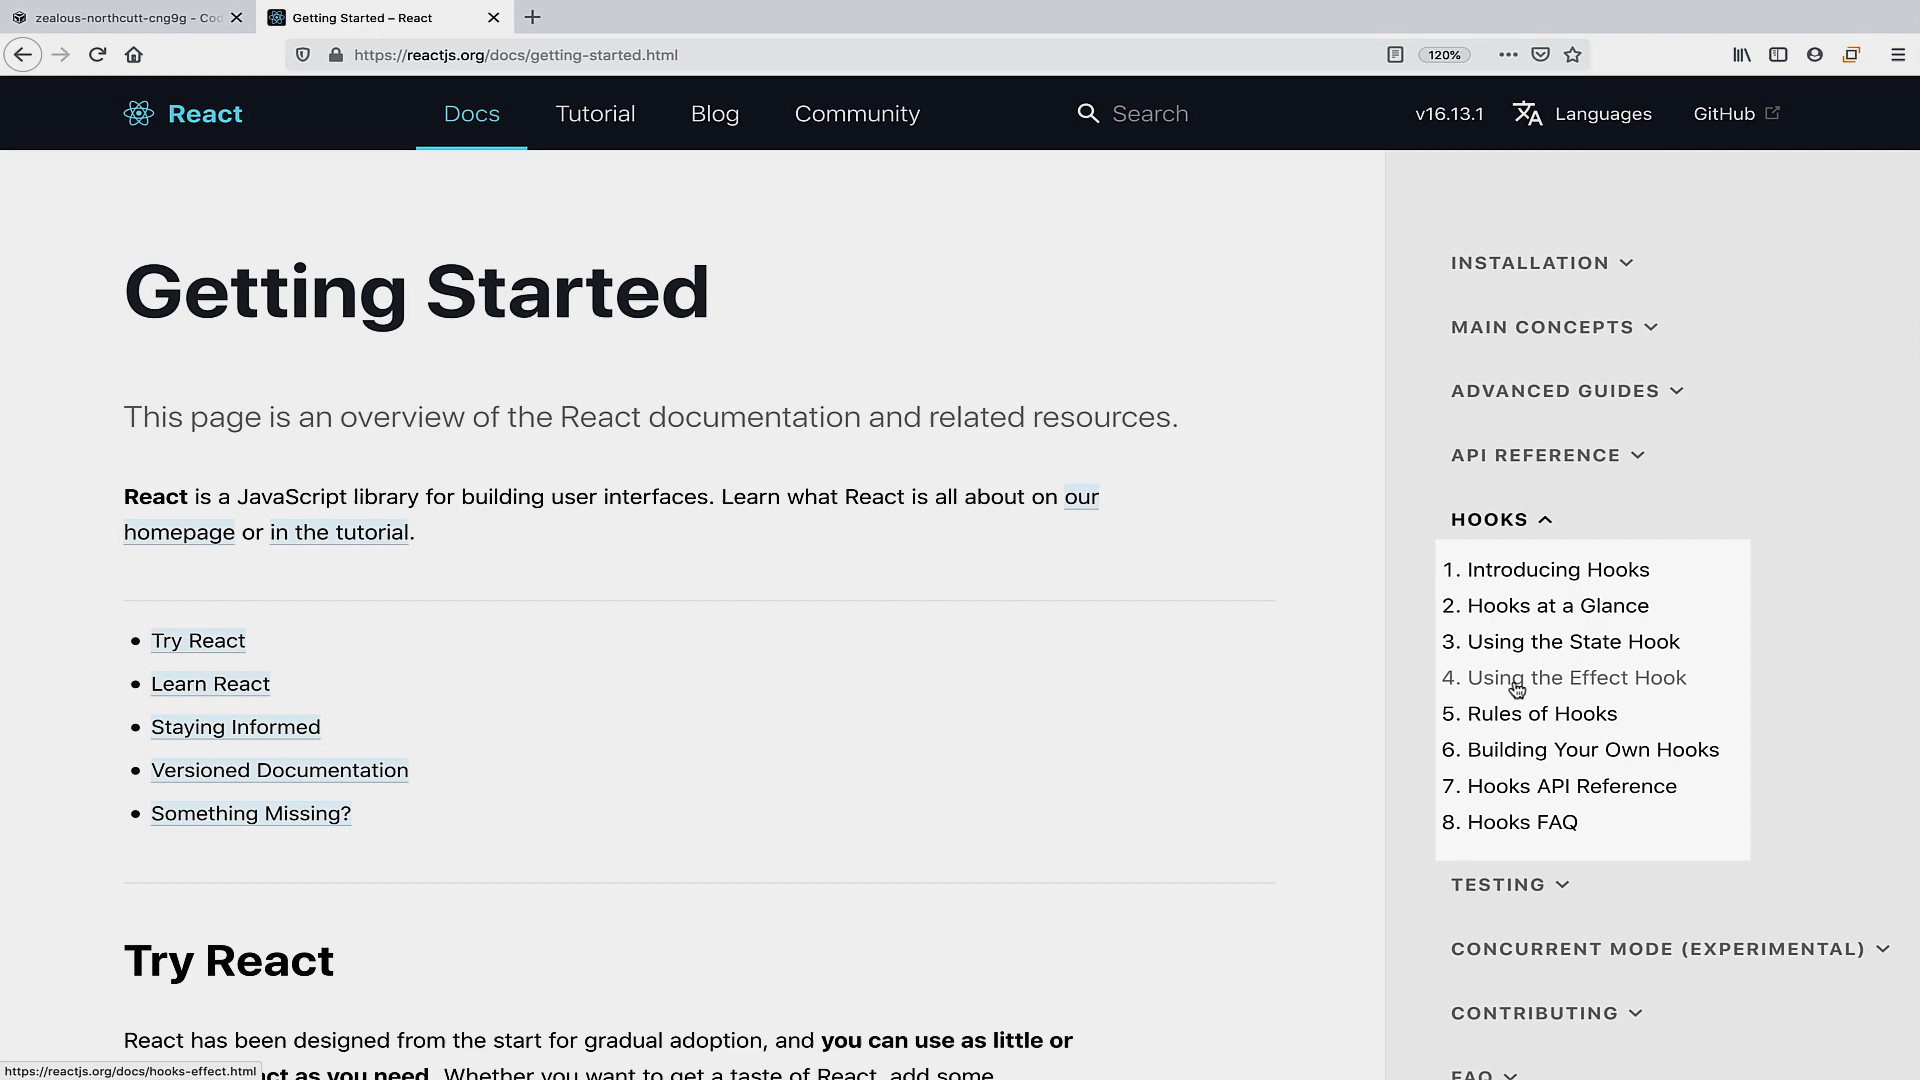 zealous-northcutt-cng9g - Co
Getting Started – React
https://reactjs.org/docs/getting-started.html
120%
React
Docs
Tutorial
Blog
Community
Search
v16.13.1
Languages
GitHub
Getting Started
This page is an overview of the React documentation and related resources.
React is a JavaScript library for building user interfaces. Learn what React is all about on our
homepage or in the tutorial.
Try React
Learn React
Staying Informed
Versioned Documentation
Something Missing?
Try React
React has been designed from the start for gradual adoption, and you can use as little or
as you need. Whether you want to get a taste of React, add some
INSTALLATION
MAIN CONCEPTS
ADVANCED GUIDES
API REFERENCE
HOOKS
1. Introducing Hooks
2. Hooks at a Glance
3. Using the State Hook
4. Using the Effect Hook
5. Rules of Hooks
6. Building Your Own Hooks
7. Hooks API Reference
8. Hooks FAQ
TESTING
CONCURRENT MODE (EXPERIMENTAL)
CONTRIBUTING
FAQ
https://reactjs.org/docs/hooks-effect.html